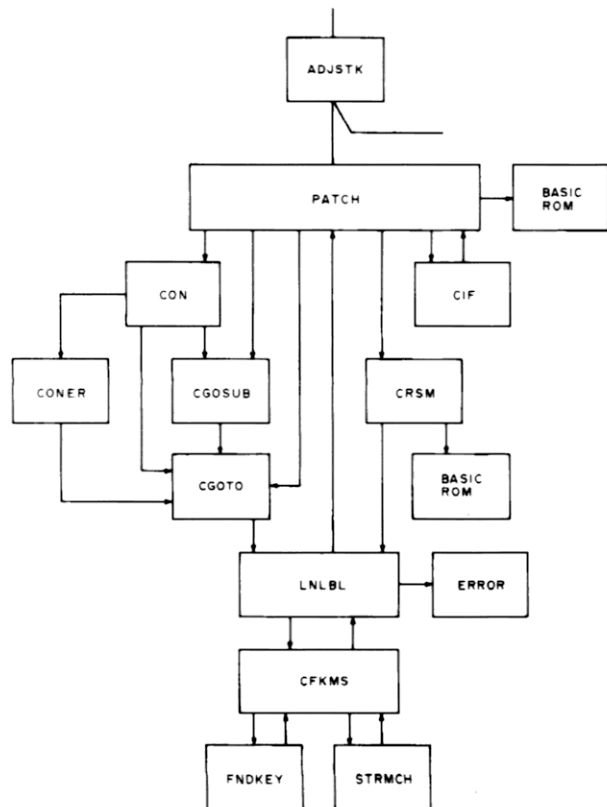 ADJSTK
PATCH
BASIC
ROM
CON
CIF
CONER
CGOSUB
CRSM
CGOTO
BASIC
ROM
LNLBL
ERROR
CFKMS
FNDKEY
STRMCH